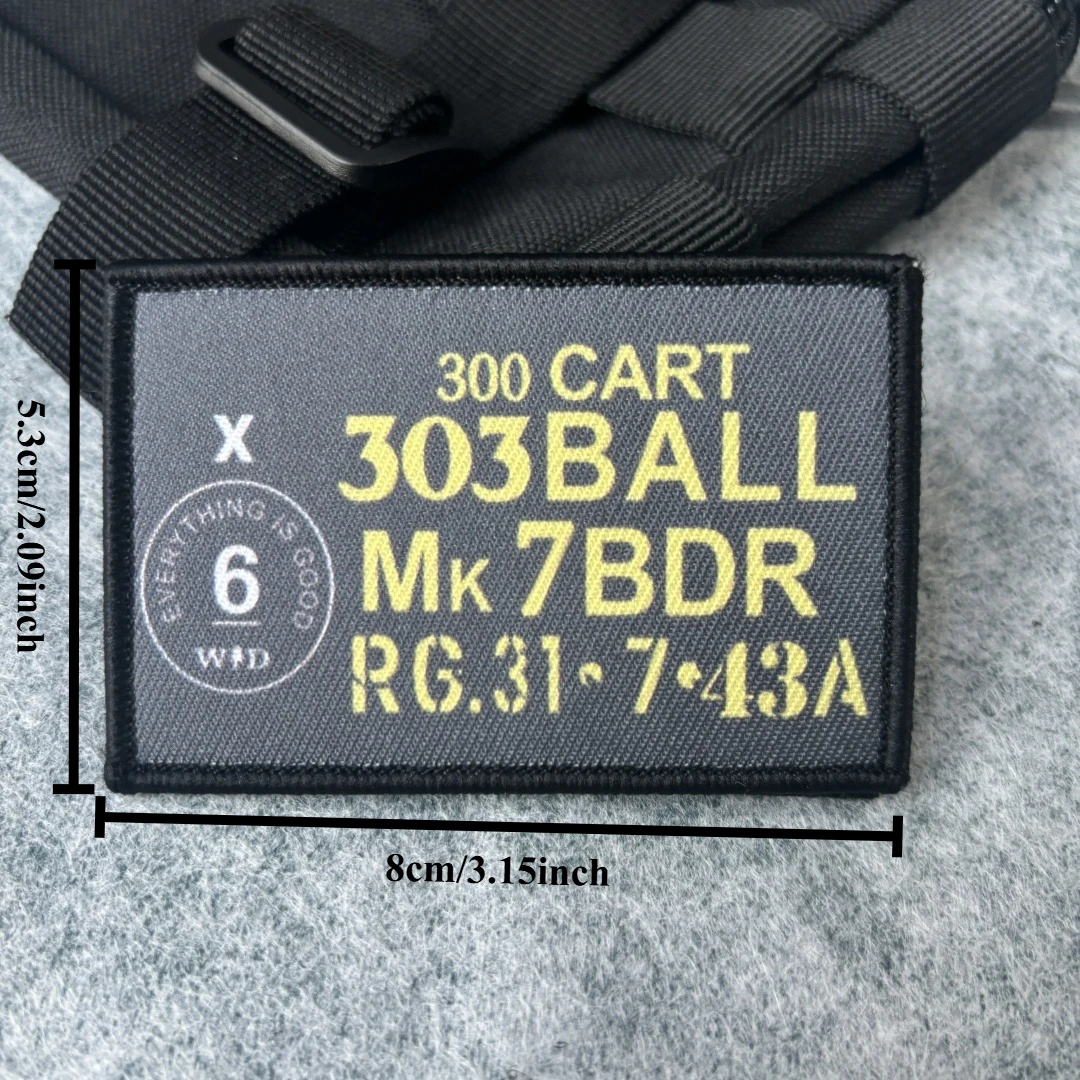 300 CART
303BALL
MK 7BDR
RG.31• 7•43A
X
EVERYTHING IS GOOD
6
W↑D
5.3cm/2.09inch
8cm/3.15inch